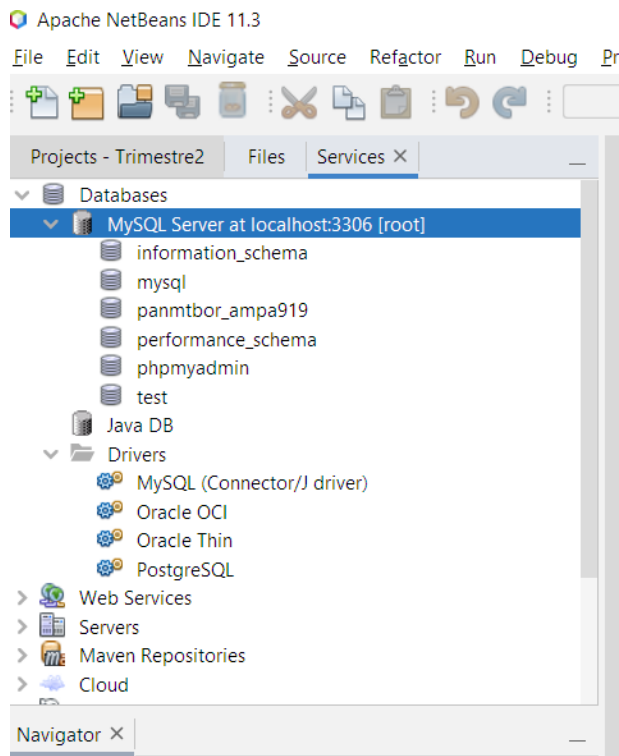 Apache NetBeans IDE 11.3
File Edit View Navigate Source Refactor Run Debug
Projects - Trimestre2 Files Services
Databases
MySQL Server at localhost:3306 [root]
information_schema
mysql
panmtbor_ampa919
performance_schema
phpmyadmin
test
Java DB
Drivers
MySQL (Connector/J driver)
Oracle OCI
Oracle Thin
PostgreSQL
Web Services
Servers
Maven Repositories
Cloud
Navigator